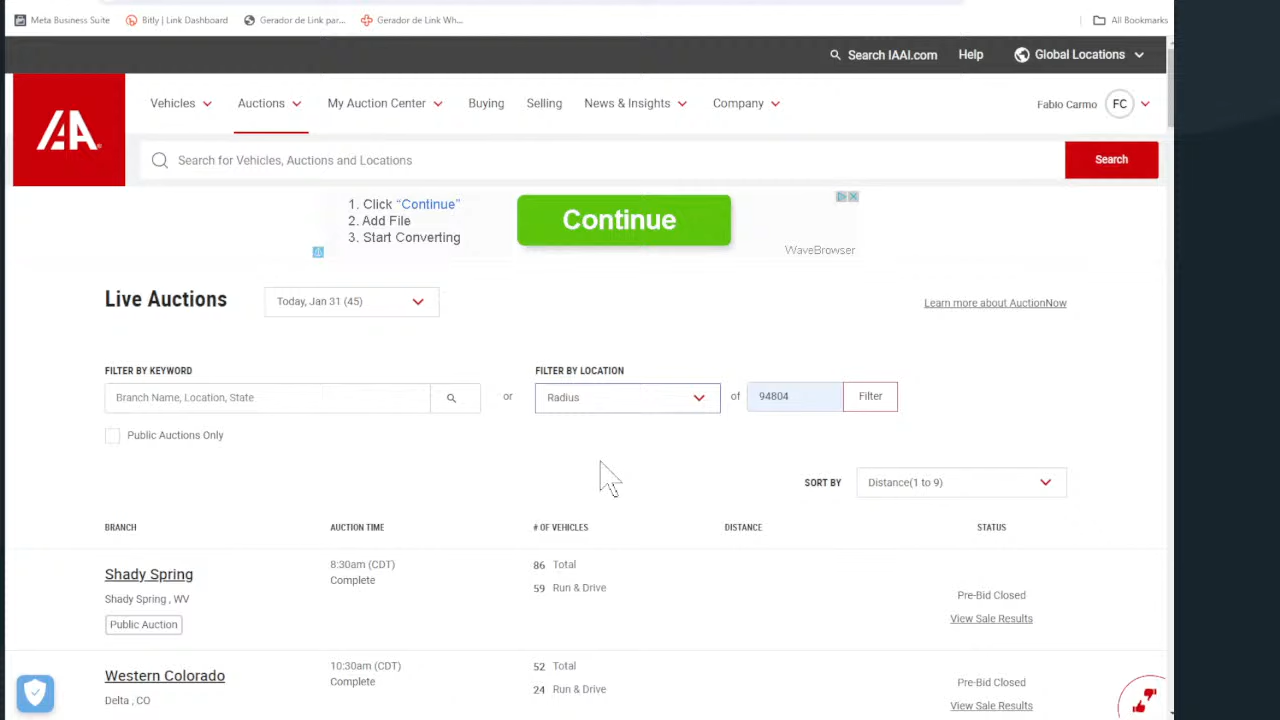 Meta Business Suite
Bitly | Link Dashboard
Gerador de Link par...
Gerador de Link Wh...
All Bookmarks
Search IAAI.com
Help
Global Locations
IAA
Vehicles
Auctions
My Auction Center
Buying
Selling
News & Insights
Company
Fabio Carmo
FC
Search for Vehicles, Auctions and Locations
Search
1. Click “Continue”
2. Add File
3. Start Converting
Continue
WaveBrowser
Live Auctions
Today, Jan 31 (45)
Learn more about AuctionNow
FILTER BY KEYWORD
FILTER BY LOCATION
Branch Name, Location, State
or
Radius
of
94804
Filter
Public Auctions Only
SORT BY
Distance(1 to 9)
BRANCH
AUCTION TIME
# OF VEHICLES
DISTANCE
STATUS
Shady Spring
Shady Spring , WV
Public Auction
8:30am (CDT)
Complete
86 Total
59 Run & Drive
Pre-Bid Closed
View Sale Results
Western Colorado
Delta , CO
10:30am (CDT)
Complete
52 Total
24 Run & Drive
Pre-Bid Closed
View Sale Results